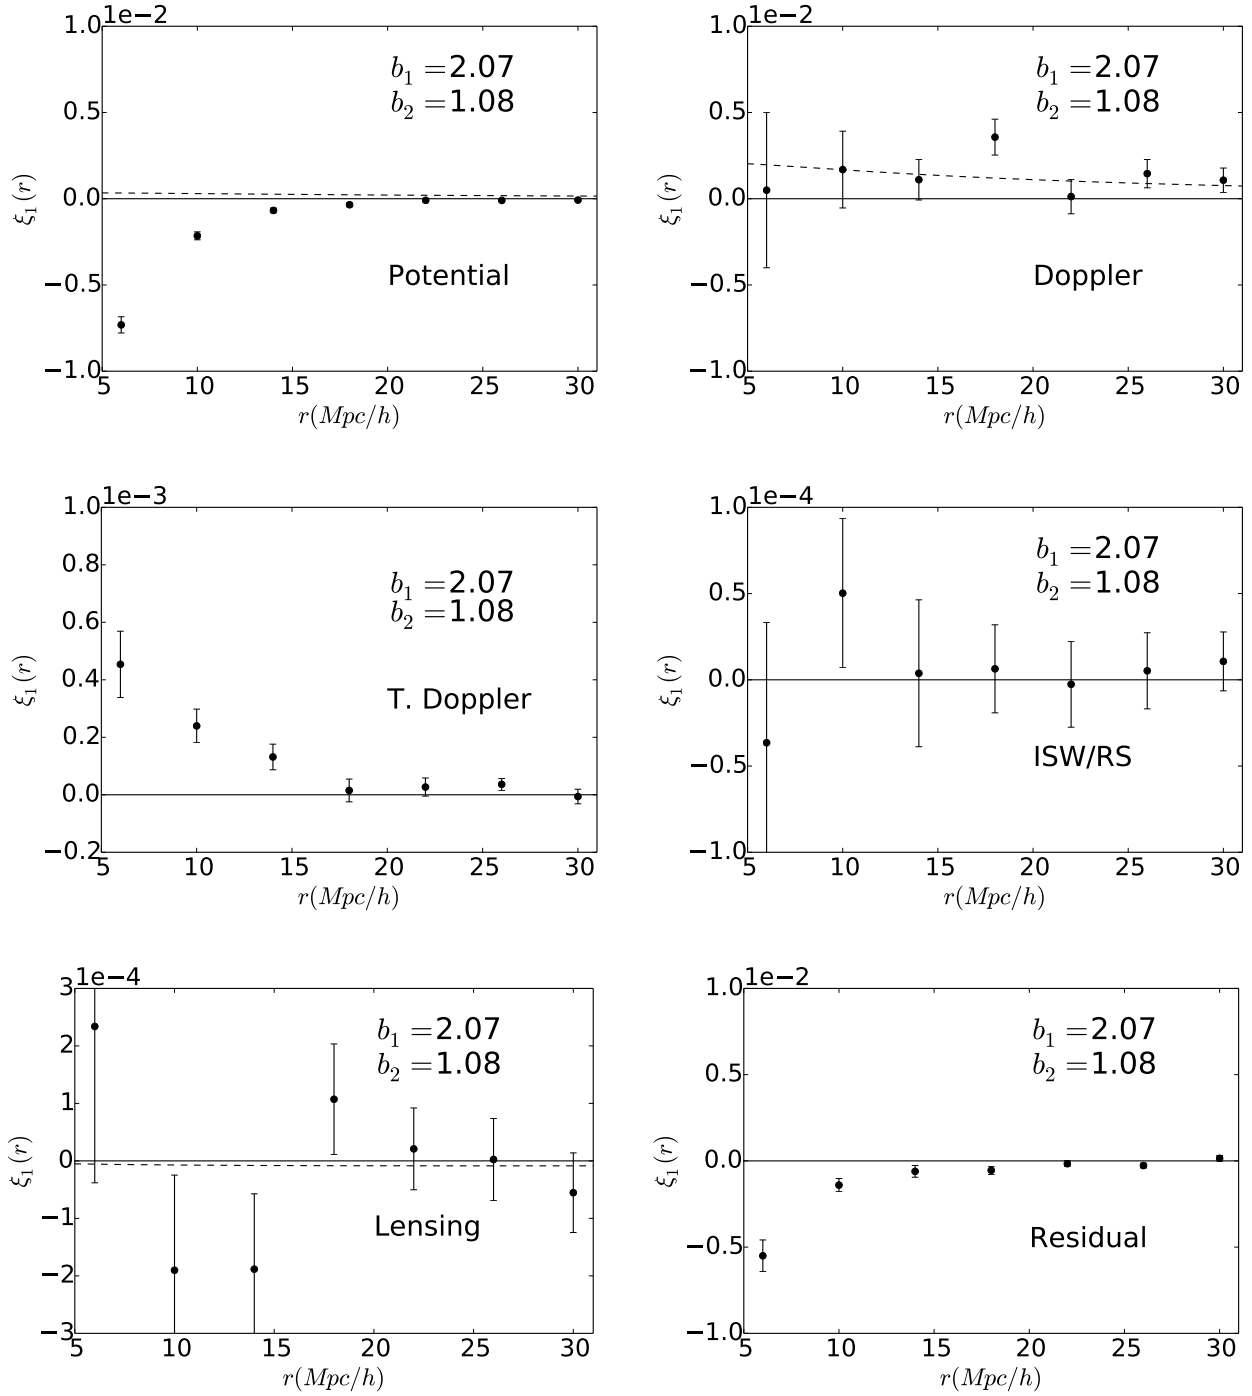 1e−2
1.0
0.5
0.0
−0.5
−1.0
ξ₁(r)
b₁ = 2.07
b₂ = 1.08
Potential
5 10 15 20 25 30
r(Mpc/h)
1e−2
1.0
0.5
0.0
−0.5
−1.0
ξ₁(r)
b₁ = 2.07
b₂ = 1.08
Doppler
5 10 15 20 25 30
r(Mpc/h)
1e−3
1.0
0.8
0.6
0.4
0.2
0.0
−0.2
ξ₁(r)
b₁ = 2.07
b₂ = 1.08
T. Doppler
5 10 15 20 25 30
r(Mpc/h)
1e−4
1.0
0.5
0.0
−0.5
−1.0
ξ₁(r)
b₁ = 2.07
b₂ = 1.08
ISW/RS
5 10 15 20 25 30
r(Mpc/h)
1e−4
3
2
1
0
−1
−2
−3
ξ₁(r)
b₁ = 2.07
b₂ = 1.08
Lensing
5 10 15 20 25 30
r(Mpc/h)
1e−2
1.0
0.5
0.0
−0.5
−1.0
ξ₁(r)
b₁ = 2.07
b₂ = 1.08
Residual
5 10 15 20 25 30
r(Mpc/h)